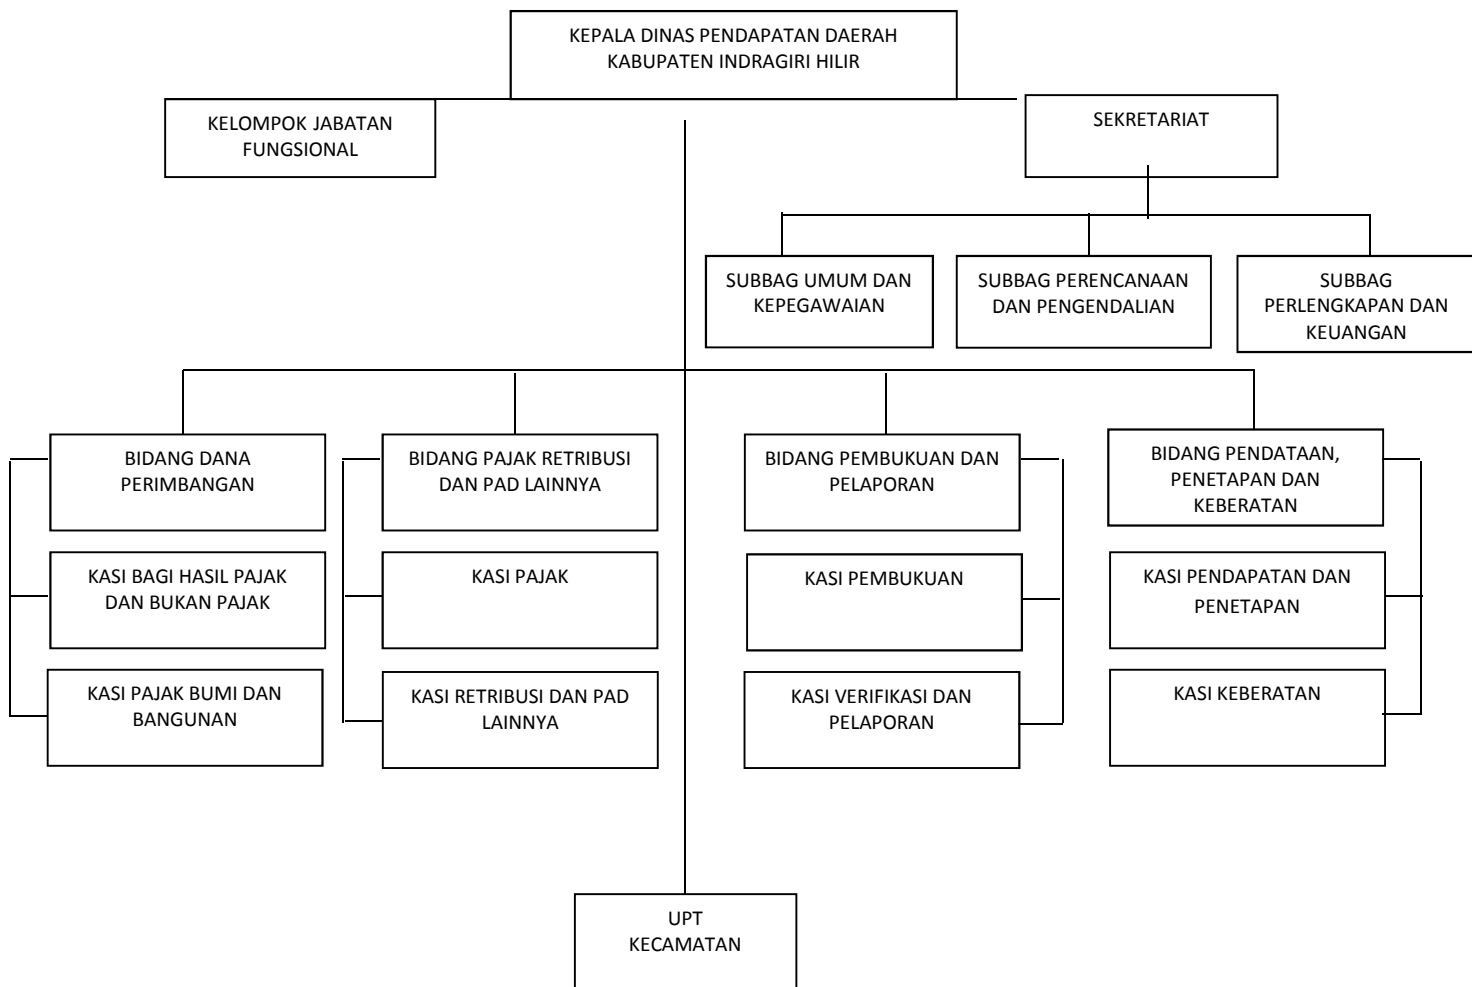 KEPALA DINAS PENDAPATAN DAERAH
KABUPATEN INDRAGIRI HILIR
KELOMPOK JABATAN
FUNGSIONAL
SEKRETARIAT
SUBBAG UMUM DAN
KEPEGAWAIAN
SUBBAG PERENCANAAN
DAN PENGENDALIAN
SUBBAG
PERLENGKAPAN DAN
KEUANGAN
BIDANG DANA
PERIMBANGAN
BIDANG PAJAK RETRIBUSI
DAN PAD LAINNYA
BIDANG PEMBUKUAN DAN
PELAPORAN
BIDANG PENDATAAN,
PENETAPAN DAN
KEBERATAN
KASI BAGI HASIL PAJAK
DAN BUKAN PAJAK
KASI PAJAK
KASI PEMBUKUAN
KASI PENDAPATAN DAN
PENETAPAN
KASI PAJAK BUMI DAN
BANGUNAN
KASI RETRIBUSI DAN PAD
LAINNYA
KASI VERIFIKASI DAN
PELAPORAN
KASI KEBERATAN
UPT
KECAMATAN